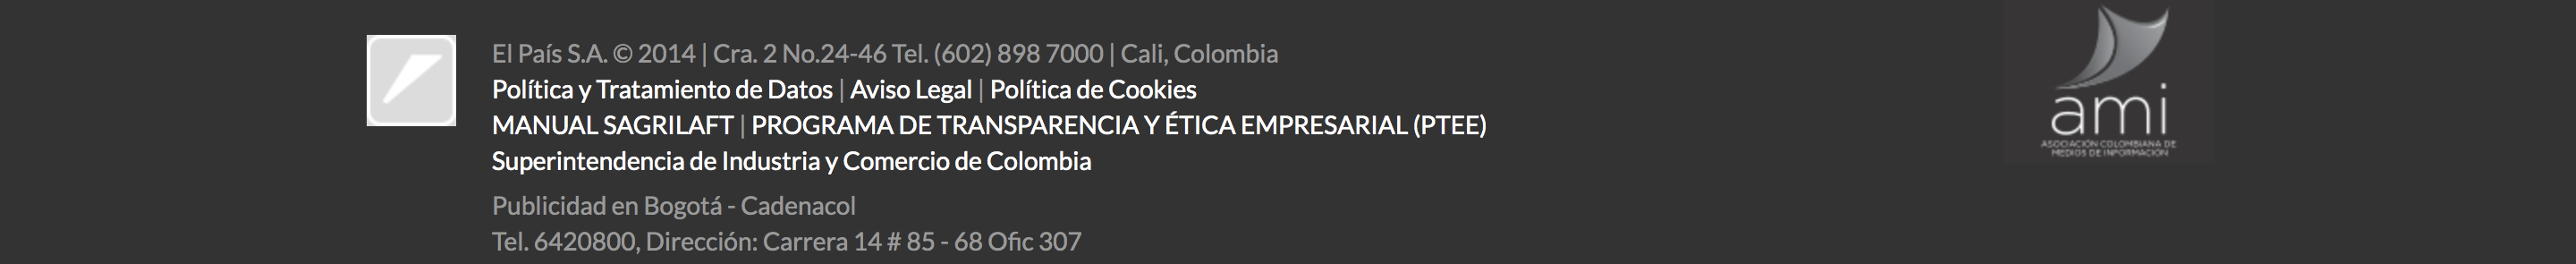 El País S.A. © 2014 | Cra. 2 No.24-46 Tel. (602) 898 7000 | Cali, Colombia
Política y Tratamiento de Datos | Aviso Legal | Política de Cookies
MANUAL SAGRILAFT | PROGRAMA DE TRANSPARENCIA Y ÉTICA EMPRESARIAL (PTEE)
Superintendencia de Industria y Comercio de Colombia
Publicidad en Bogotá - Cadenacol
Tel. 6420800, Dirección: Carrera 14 # 85 - 68 Ofic 307
ami
ASOCIACIÓN COLOMBIANA DE
MEDIOS DE INFORMACIÓN